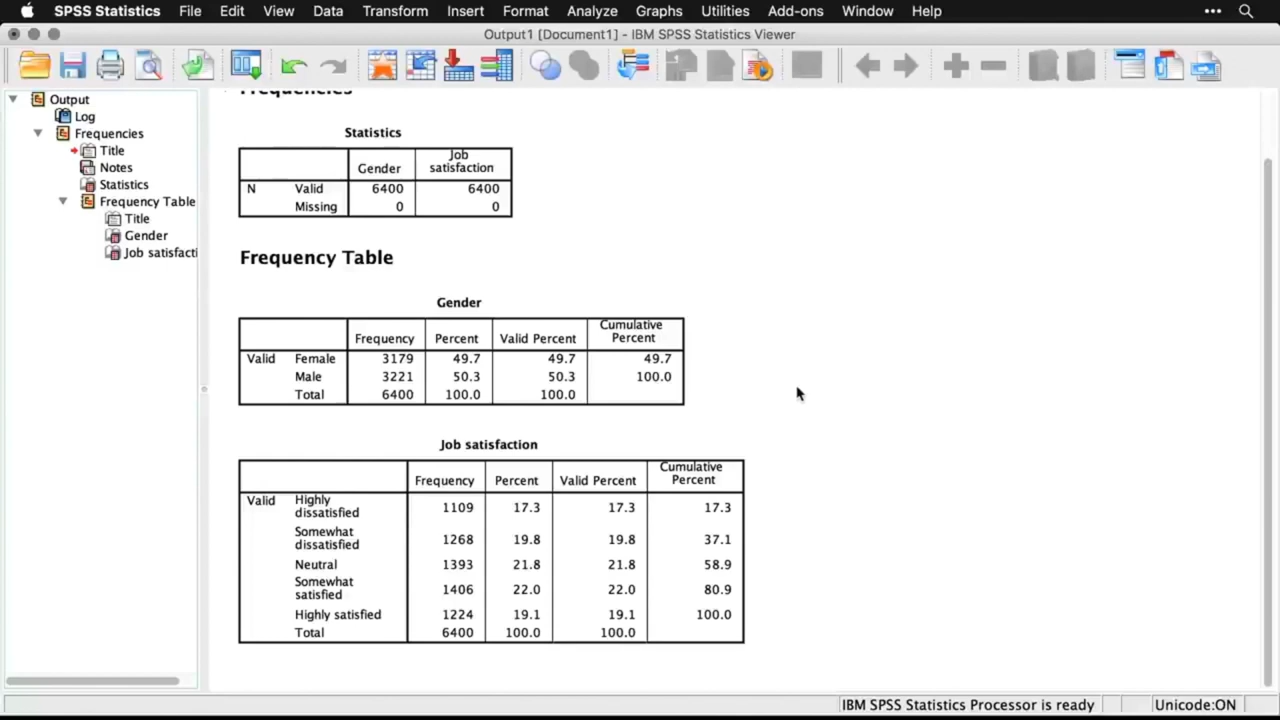 SPSS Statistics File Edit View Data Transform Insert Format Analyze Graphs Utilities Add-ons Window Help
Output1 [Document1] - IBM SPSS Statistics Viewer
Output
Log
Frequencies
Title
Notes
Statistics
Frequency Table
Title
Gender
Job satisfacti
Frequencies
Statistics
Gender Job satisfaction
N Valid 6400 6400
Missing 0 0
Frequency Table
Gender
Frequency Percent Valid Percent Cumulative Percent
Valid Female 3179 49.7 49.7 49.7
Male 3221 50.3 50.3 100.0
Total 6400 100.0 100.0
Job satisfaction
Frequency Percent Valid Percent Cumulative Percent
Valid Highly dissatisfied 1109 17.3 17.3 17.3
Somewhat dissatisfied 1268 19.8 19.8 37.1
Neutral 1393 21.8 21.8 58.9
Somewhat satisfied 1406 22.0 22.0 80.9
Highly satisfied 1224 19.1 19.1 100.0
Total 6400 100.0 100.0
IBM SPSS Statistics Processor is ready Unicode:ON